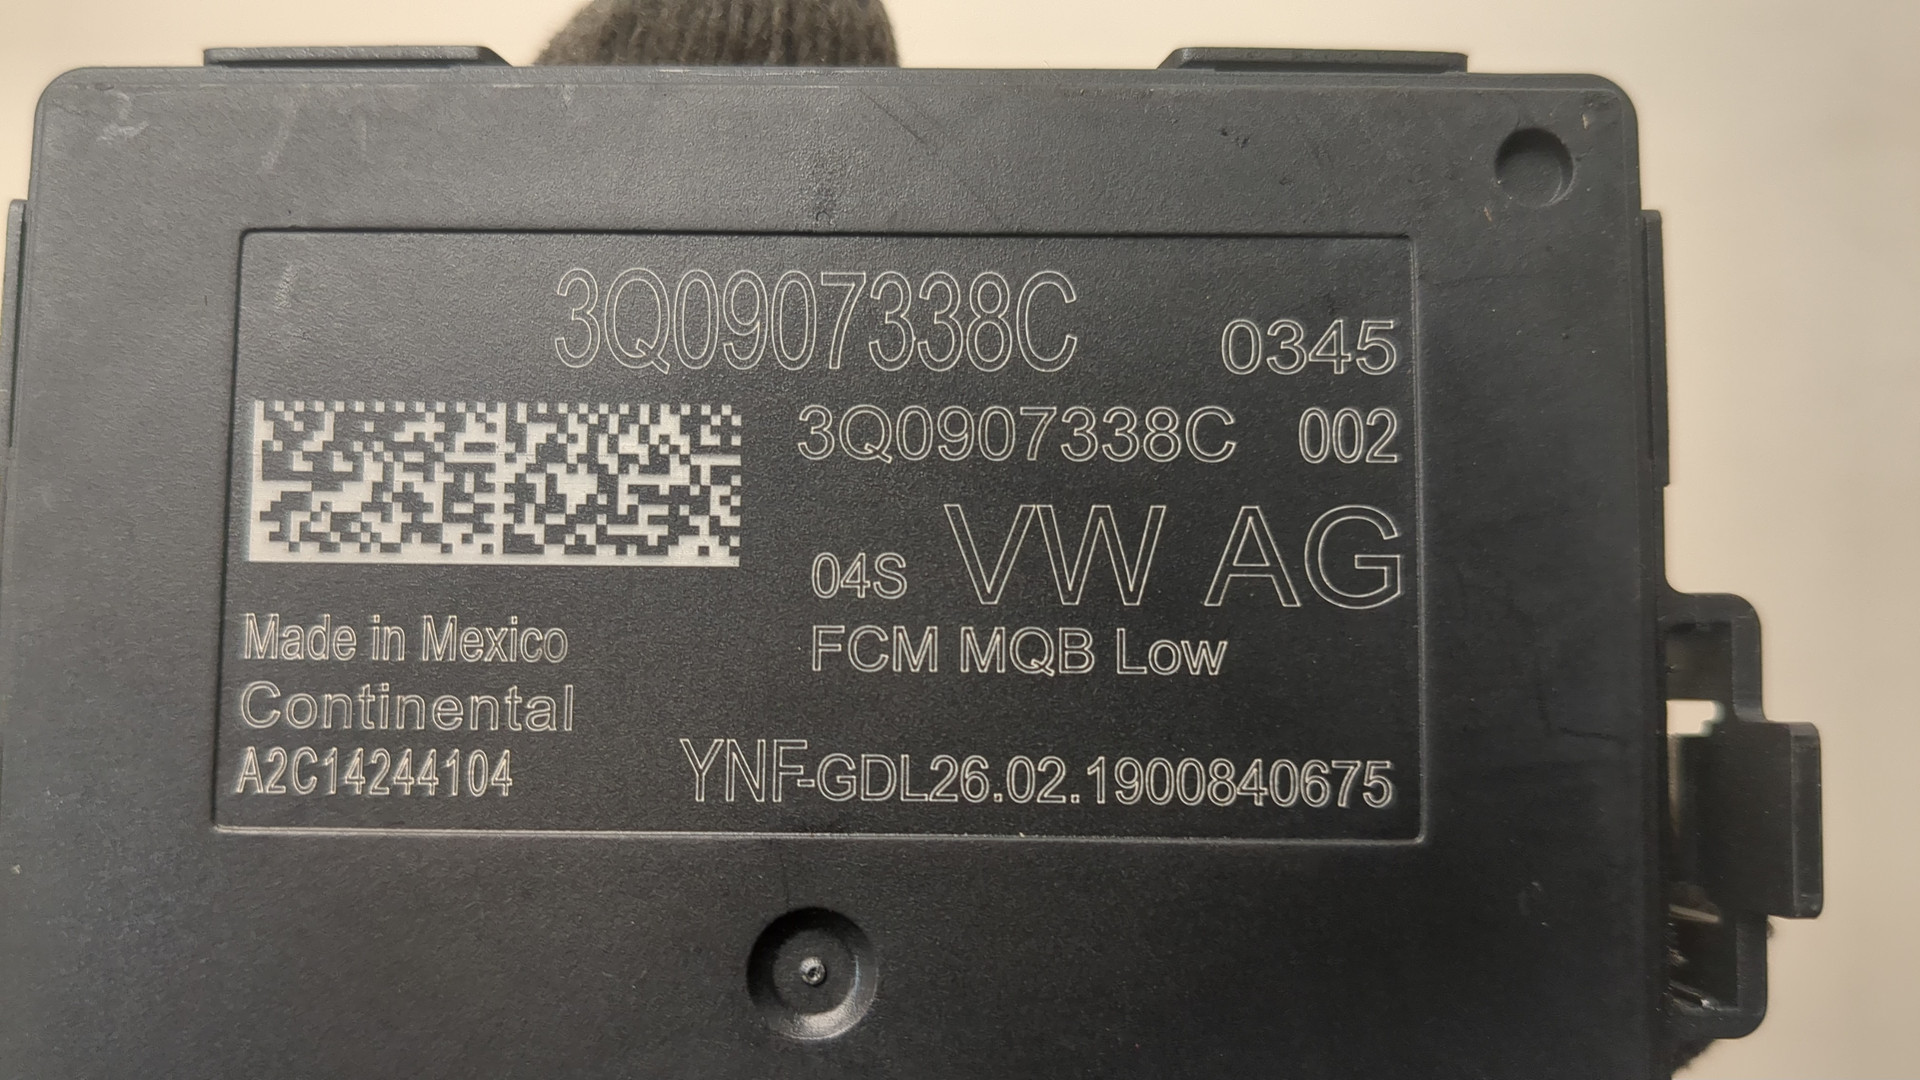 3Q0907338C 0345
3Q0907338C 002
04S VW AG
Made in Mexico
FCM MQB Low
Continental
A2C14244104
YNF-GDL26.02.1900840675